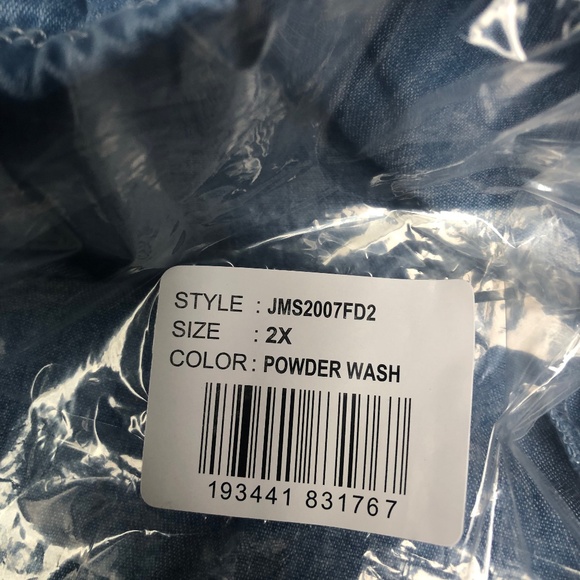 STYLE : JMS2007FD2
SIZE : 2X
COLOR : POWDER WASH
193441 831767